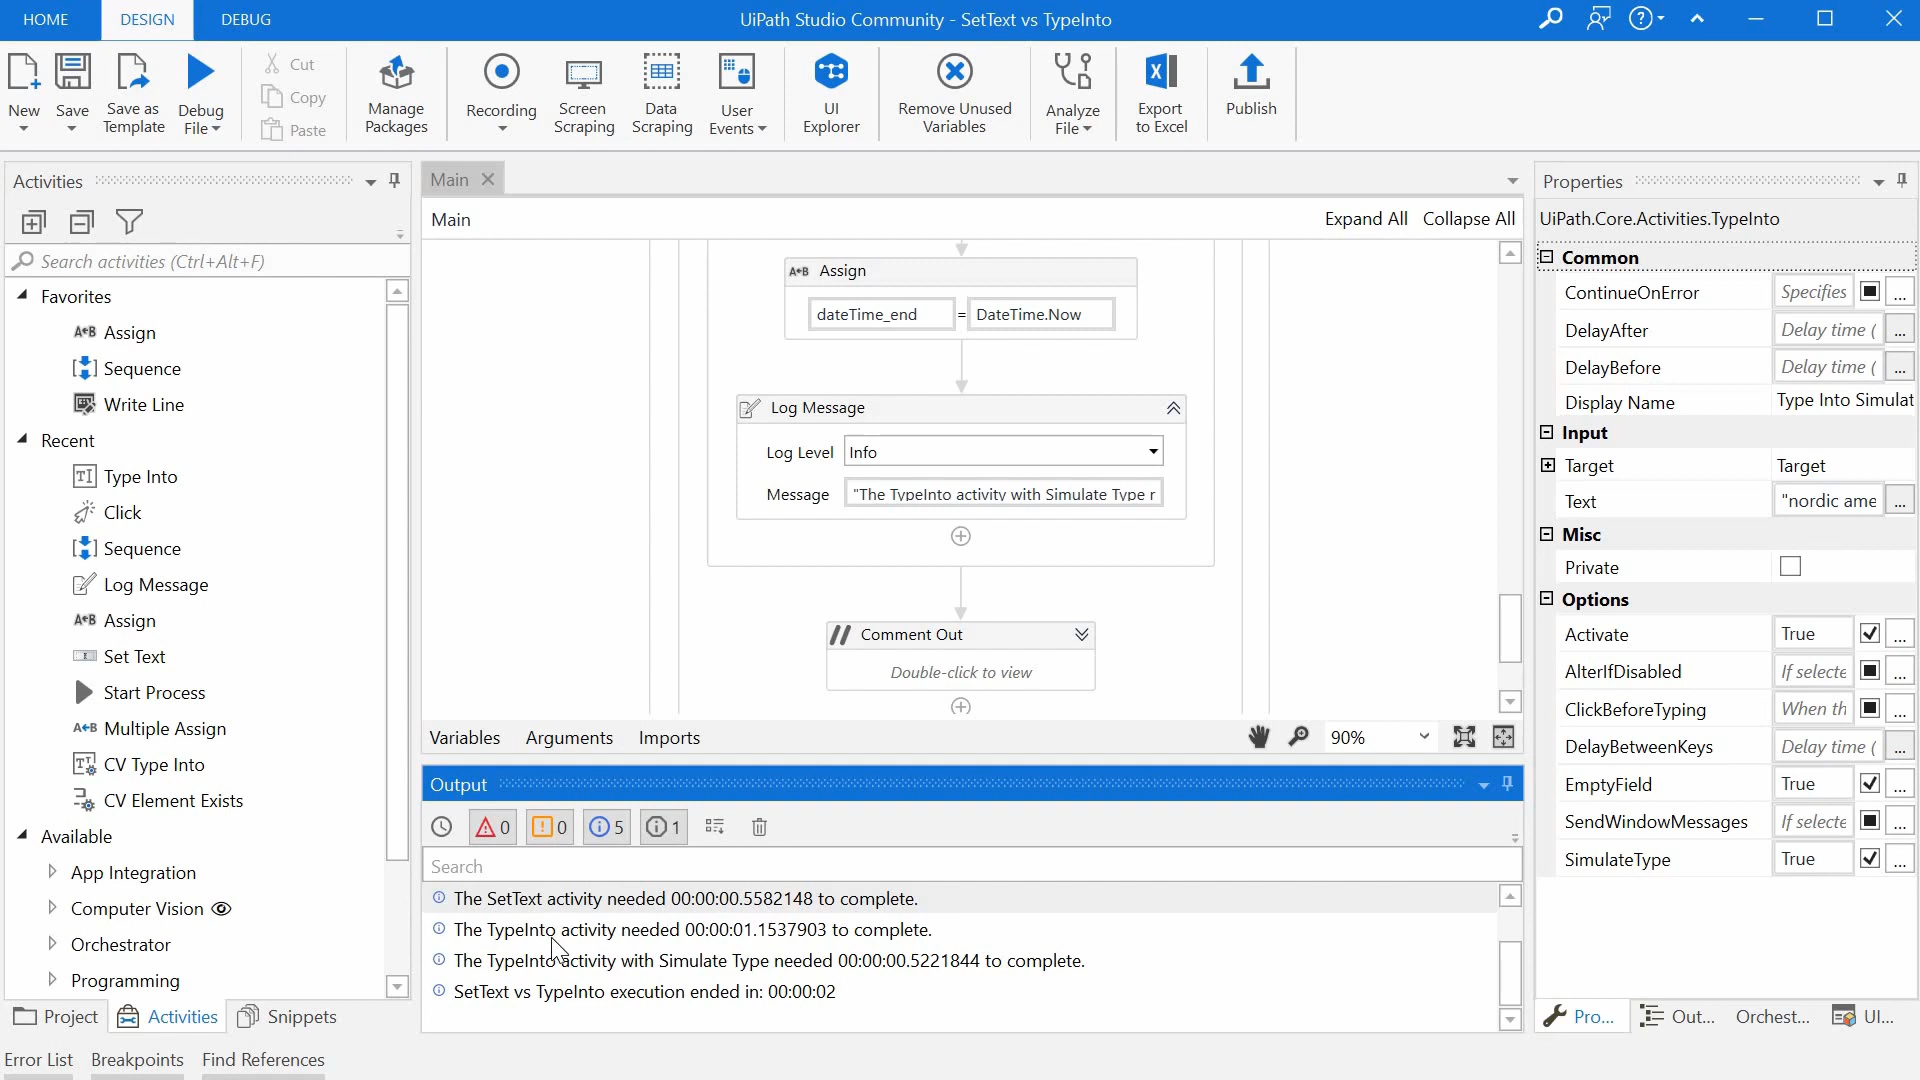 HOME DESIGN DEBUG UiPath Studio Community - SetText vs TypeInto
New Save Save as Template Debug File Cut Copy Paste Manage Packages Recording Screen Scraping Data Scraping User Events UI Explorer Remove Unused Variables Analyze File Export to Excel Publish
Activities
Search activities (Ctrl+Alt+F)
Favorites
A+B Assign
Sequence
Write Line
Recent
Type Into
Click
Sequence
Log Message
A+B Assign
Set Text
Start Process
A+B Multiple Assign
CV Type Into
CV Element Exists
Available
App Integration
Computer Vision
Orchestrator
Programming
Project Activities Snippets
Error List Breakpoints Find References
Main
Main Expand All Collapse All
A+B Assign
dateTime_end = DateTime.Now
Log Message
Log Level Info
Message "The TypeInto activity with Simulate Type r
Comment Out
Double-click to view
Variables Arguments Imports 90%
Output
0 0 5 1
Search
The SetText activity needed 00:00:00.5582148 to complete.
The TypeInto activity needed 00:00:01.1537903 to complete.
The TypeInto activity with Simulate Type needed 00:00:00.5221844 to complete.
SetText vs TypeInto execution ended in: 00:00:02
Properties
UiPath.Core.Activities.TypeInto
Common
ContinueOnError Specifies ...
DelayAfter Delay time ( ...
DelayBefore Delay time ( ...
Display Name Type Into Simulat
Input
Target Target
Text "nordic ame ...
Misc
Private
Options
Activate True ...
AlterIfDisabled If selecte ...
ClickBeforeTyping When th ...
DelayBetweenKeys Delay time ( ...
EmptyField True ...
SendWindowMessages If selecte ...
SimulateType True ...
Pro... Out... Orchest... UI...